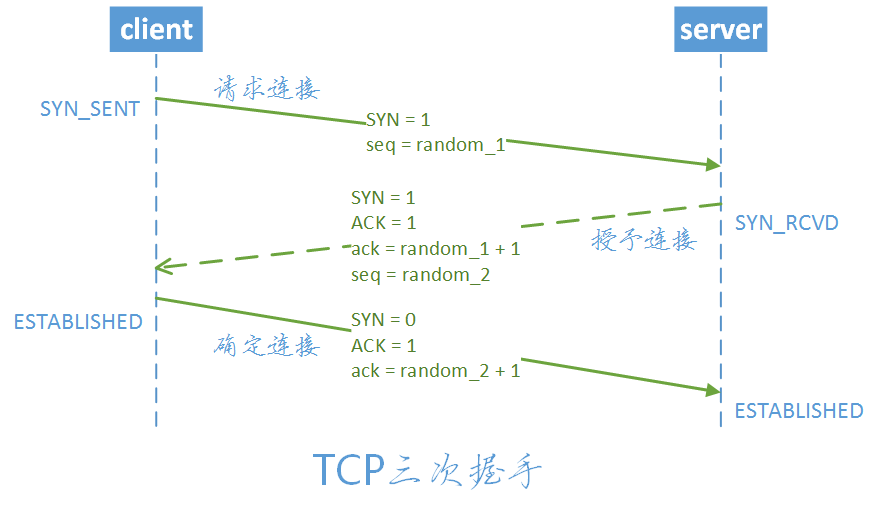 client
server
请求连接
SYN_SENT
SYN = 1
seq = random_1
SYN = 1
ACK = 1
ack = random_1 + 1
seq = random_2
授予连接
SYN_RCVD
ESTABLISHED
确定连接
SYN = 0
ACK = 1
ack = random_2 + 1
ESTABLISHED
TCP三次握手